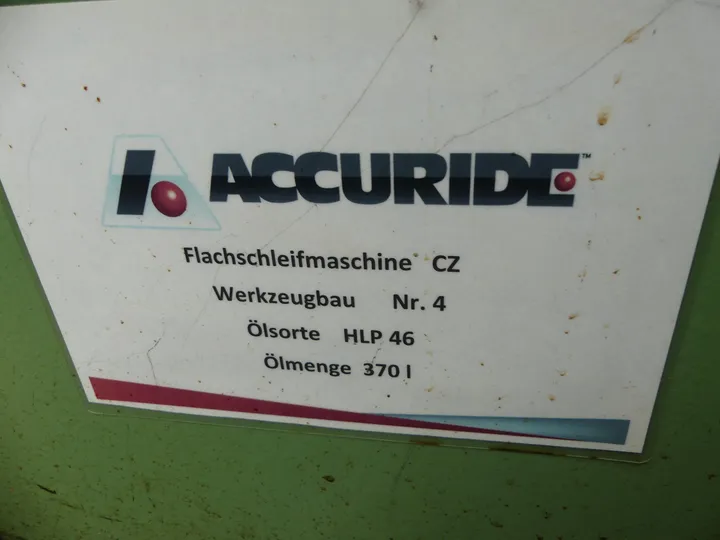 ACCURIDE™
Flachschleifmaschine CZ
Werkzeugbau Nr. 4
Ölsorte HLP 46
Ölmenge 370 l